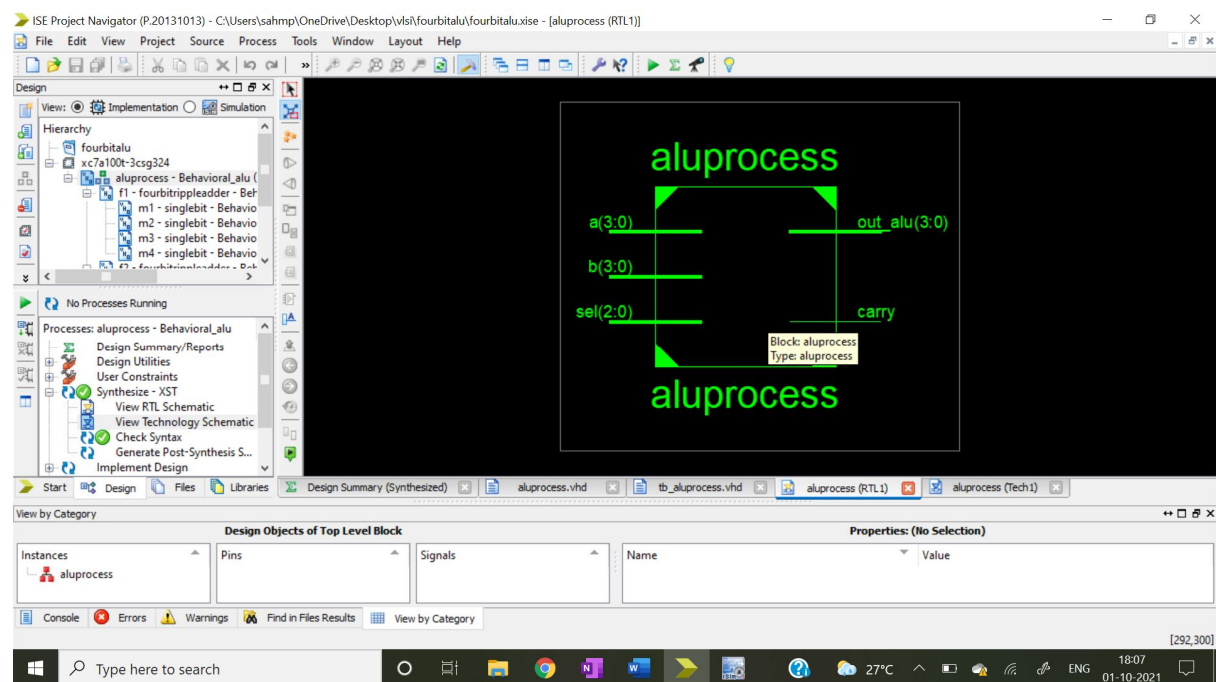 ISE Project Navigator (P.20131013) - C:\Users\sahmp\OneDrive\Desktop\vlsi\fourbitalu\fourbitalu.xise - [aluprocess (RTL1)]
File Edit View Project Source Process Tools Window Layout Help
Design
View: Implementation Simulation
Hierarchy
fourbitalu
xc7a100t-3csg324
aluprocess - Behavioral_alu (
f1 - fourbitrippleadder - Beh
m1 - singlebit - Behavio
m2 - singlebit - Behavio
m3 - singlebit - Behavio
m4 - singlebit - Behavio
f2 - fourbitrippleadder - Beh
No Processes Running
Processes: aluprocess - Behavioral_alu
Design Summary/Reports
Design Utilities
User Constraints
Synthesize - XST
View RTL Schematic
View Technology Schematic
Check Syntax
Generate Post-Synthesis S...
Implement Design
Start Design Files Libraries
aluprocess
a(3:0) out_alu(3:0)
b(3:0)
sel(2:0) carry
Block: aluprocess
Type: aluprocess
aluprocess
Design Summary (Synthesized) aluprocess.vhd tb_aluprocess.vhd aluprocess (RTL1) aluprocess (Tech1)
View by Category
Design Objects of Top Level Block Properties: (No Selection)
Instances Pins Signals Name Value
aluprocess
Console Errors Warnings Find in Files Results View by Category
[292,300]
Type here to search 27°C ENG 18:07
01-10-2021